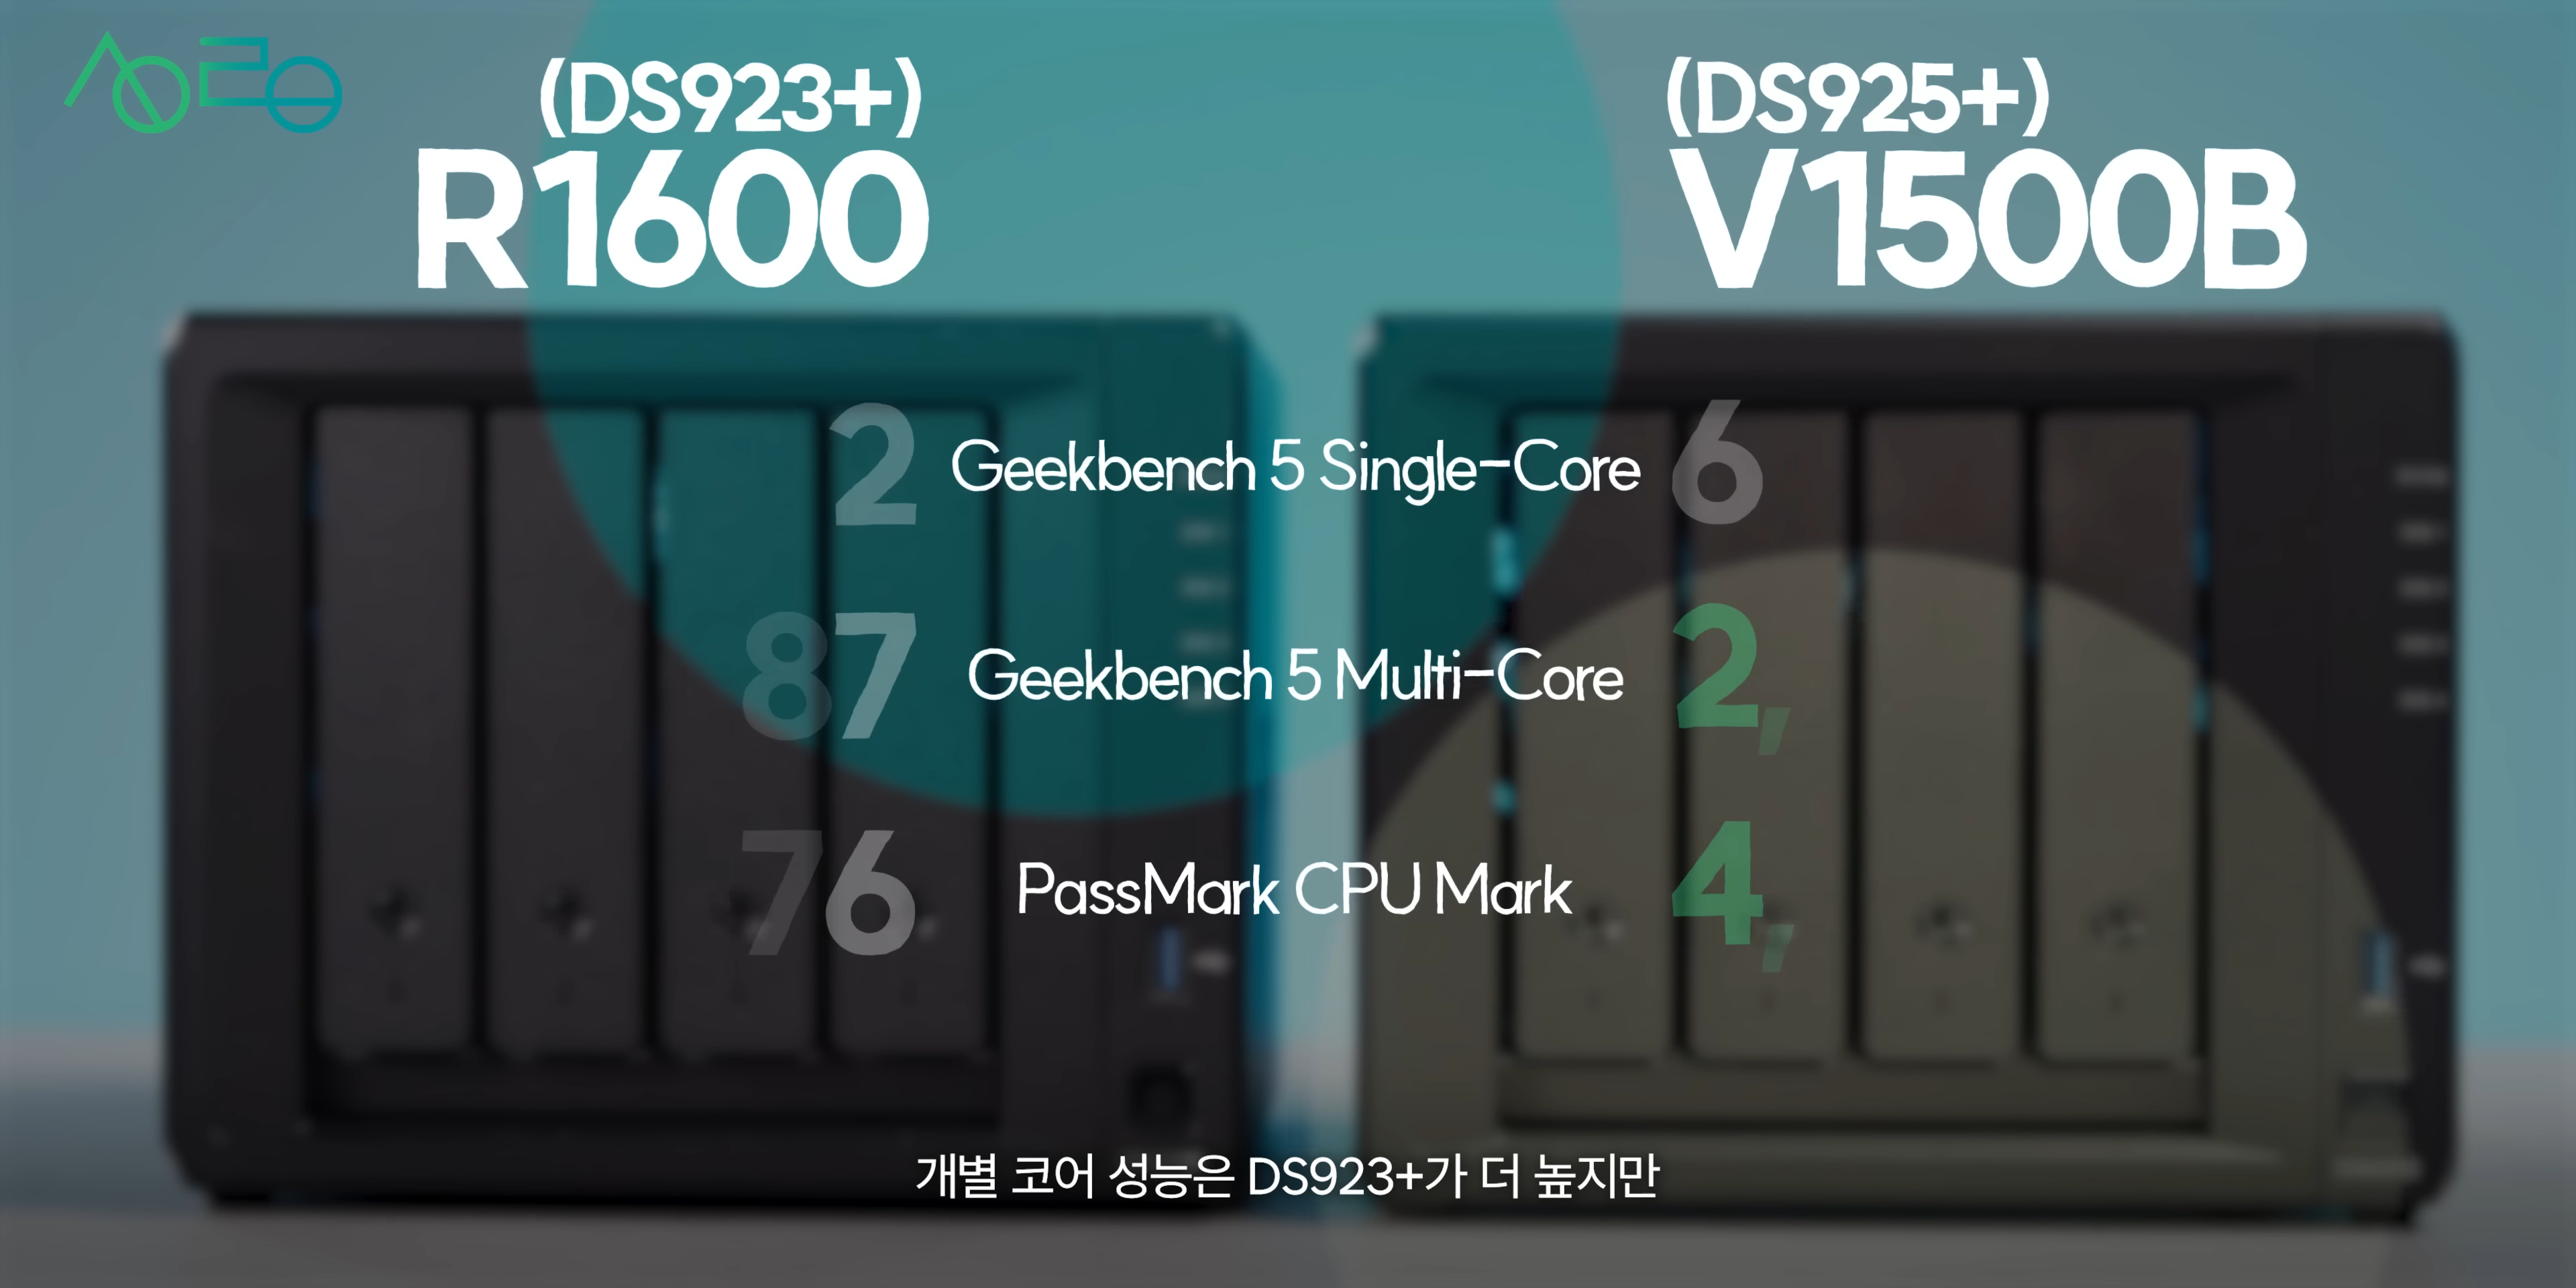 (DS923+)
R1600
(DS925+)
V1500B
2 Geekbench 5 Single-Core 6
87 Geekbench 5 Multi-Core 2,
76 PassMark CPU Mark 4,
개별 코어 성능은 DS923+가 더 높지만